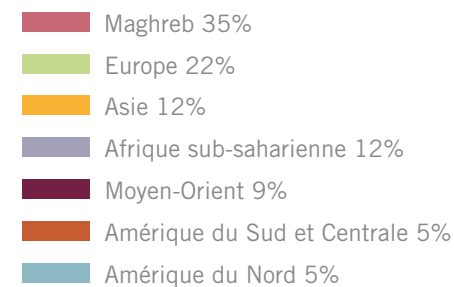 Maghreb 35%
Europe 22%
Asie 12%
Afrique sub-saharienne 12%
Moyen-Orient 9%
Amérique du Sud et Centrale 5%
Amérique du Nord 5%